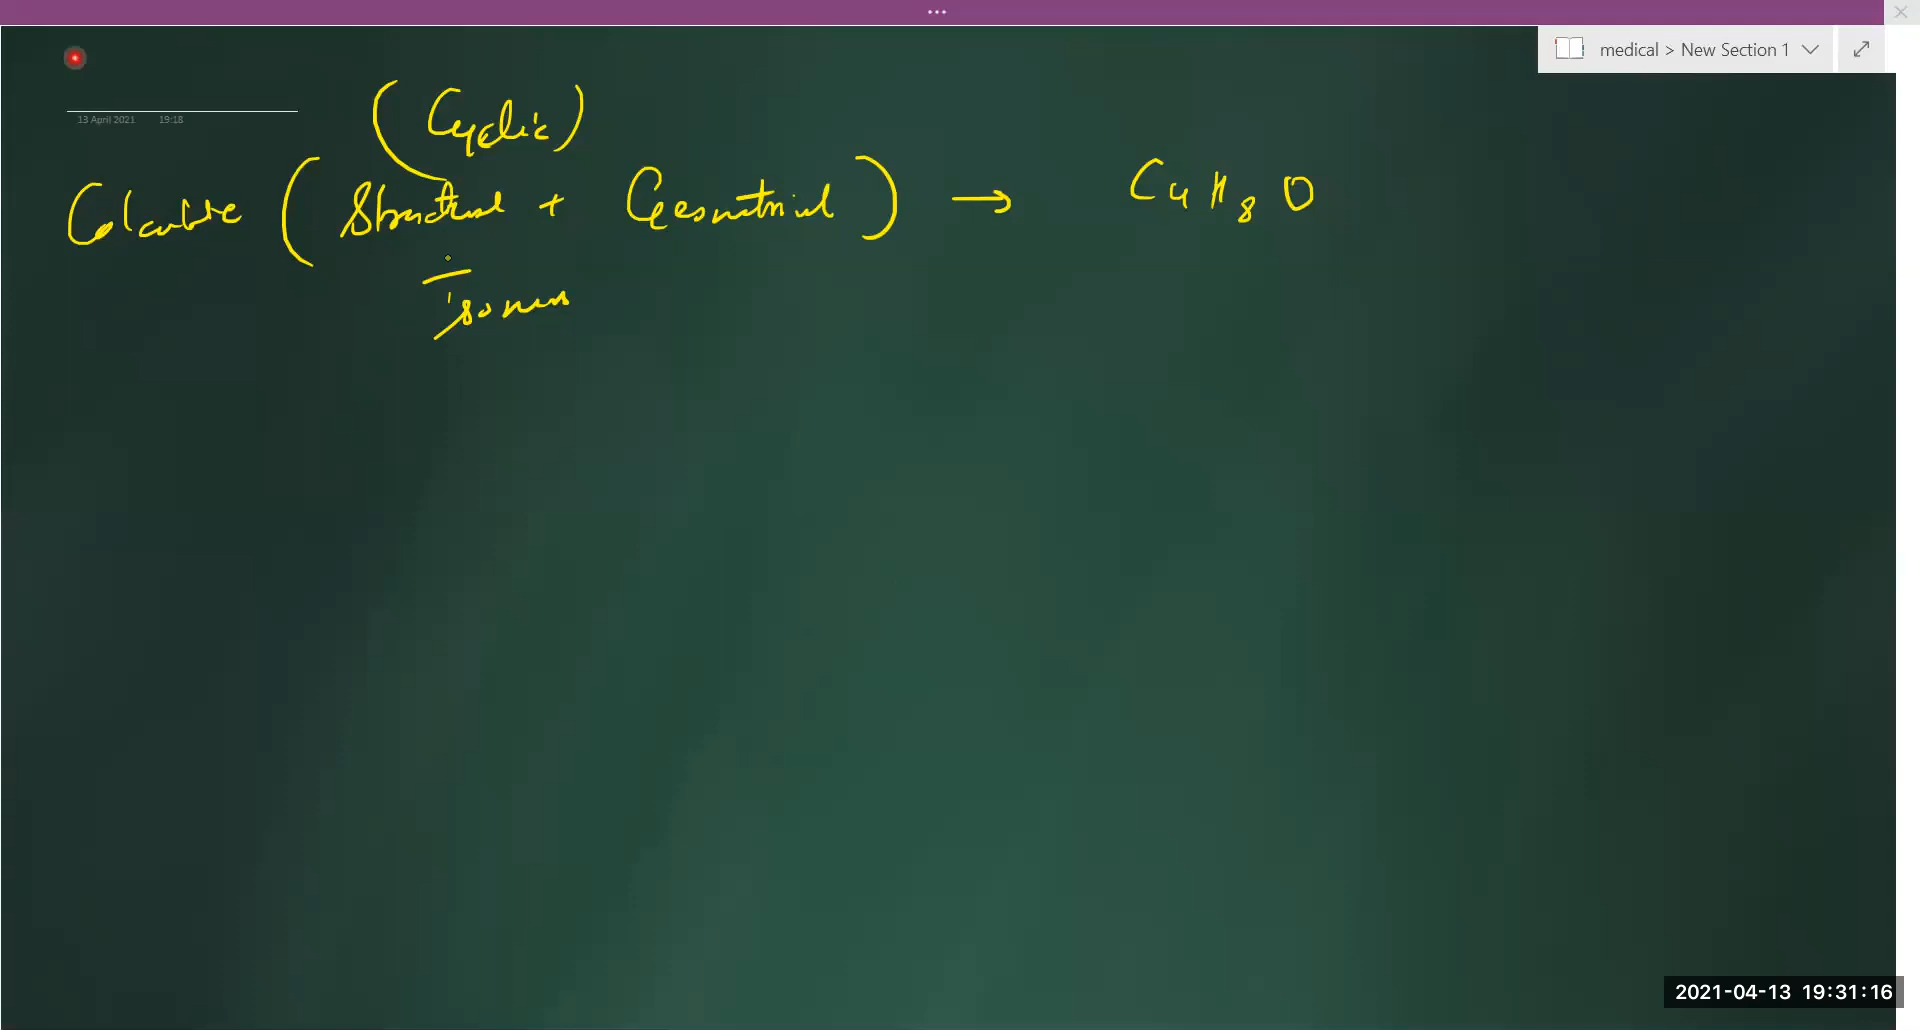 medical > New Section 1
13 April 2021 19:18
(Cyclic)
Calculate (Structural + Geometrical) → C4H8O
Isomers
2021-04-13 19:31:16